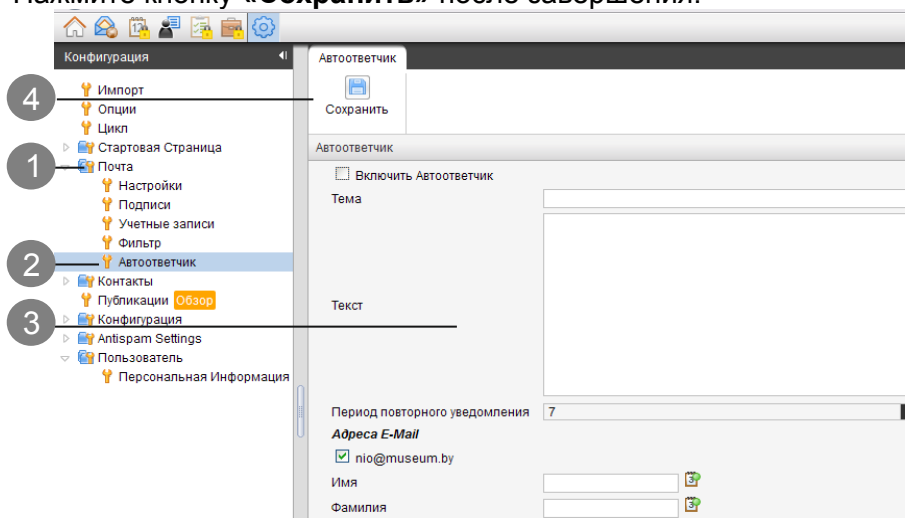 Нажмите кнопку «Сохранить» после завершения.
Конфигурация
Импорт
Опции
Цикл
Стартовая Страница
Почта
Настройки
Подписи
Учетные записи
Фильтр
Автоответчик
Контакты
Публикации Обзор
Конфигурация
Antispam Settings
Пользователь
Персональная Информация
4
1
2
3
Автоответчик
Сохранить
Автоответчик
Включить Автоответчик
Тема
Текст
Период повторного уведомления 7
Адреса E-Mail
nio@museum.by
Имя
Фамилия